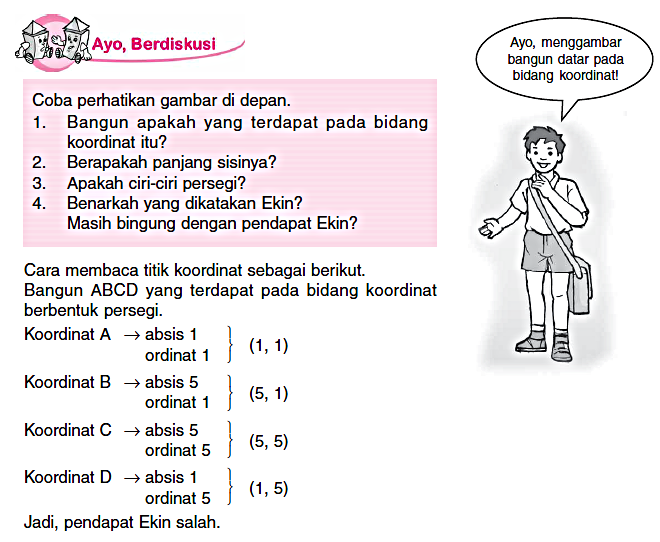 Ayo, Berdiskusi
Ayo, menggambar
bangun datar pada
bidang koordinat!
Coba perhatikan gambar di depan.
1. Bangun apakah yang terdapat pada bidang
koordinat itu?
2. Berapakah panjang sisinya?
3. Apakah ciri-ciri persegi?
4. Benarkah yang dikatakan Ekin?
Masih bingung dengan pendapat Ekin?
Cara membaca titik koordinat sebagai berikut.
Bangun ABCD yang terdapat pada bidang koordinat
berbentuk persegi.
Koordinat A → absis 1
ordinat 1 } (1, 1)
Koordinat B → absis 5
ordinat 1 } (5, 1)
Koordinat C → absis 5
ordinat 5 } (5, 5)
Koordinat D → absis 1
ordinat 5 } (1, 5)
Jadi, pendapat Ekin salah.